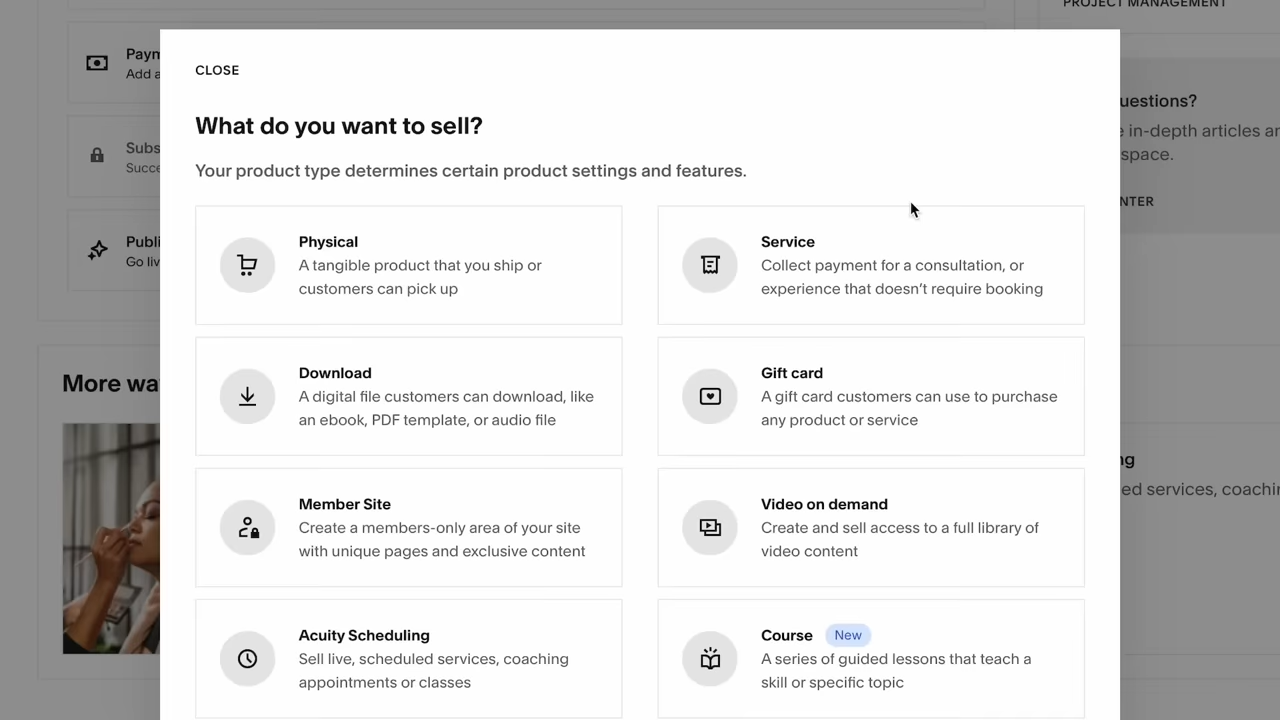 PROJECT MANAGEMENT
Paym
Add a
Subs
Succe
Publi
Go liv
More wa
uestions?
e in-depth articles ar
space.
NTER
ng
ed services, coachin
CLOSE
What do you want to sell?
Your product type determines certain product settings and features.
Physical
A tangible product that you ship or
customers can pick up
Service
Collect payment for a consultation, or
experience that doesn’t require booking
Download
A digital file customers can download, like
an ebook, PDF template, or audio file
Gift card
A gift card customers can use to purchase
any product or service
Member Site
Create a members-only area of your site
with unique pages and exclusive content
Video on demand
Create and sell access to a full library of
video content
Acuity Scheduling
Sell live, scheduled services, coaching
appointments or classes
Course New
A series of guided lessons that teach a
skill or specific topic